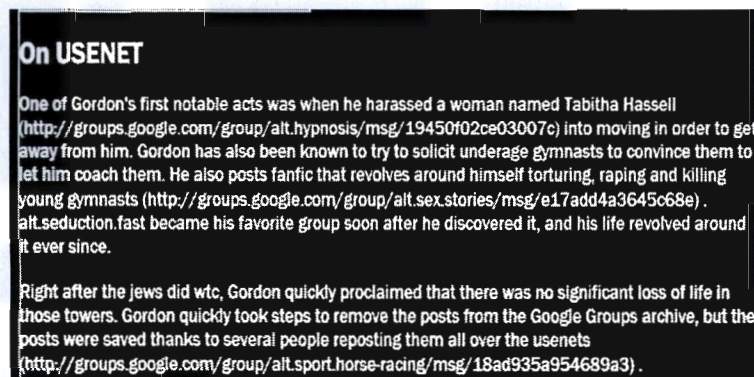 On USENET
One of Gordon's first notable acts was when he harassed a woman named Tabitha Hassell
(http://groups.google.com/group/alt.hypnosis/msg/19450f02ce03007c) into moving in order to get
away from him. Gordon has also been known to try to solicit underage gymnasts to convince them to
let him coach them. He also posts fanfic that revolves around himself torturing, raping and killing
young gymnasts (http://groups.google.com/group/alt.sex.stories/msg/e17add4a3645c68e) .
alt.seduction.fast became his favorite group soon after he discovered it, and his life revolved around
it ever since.
Right after the jews did wtc, Gordon quickly proclaimed that there was no significant loss of life in
those towers. Gordon quickly took steps to remove the posts from the Google Groups archive, but the
posts were saved thanks to several people reposting them all over the usenets
(http://groups.google.com/group/alt.sport.horse-racing/msg/18ad935a954689a3) .